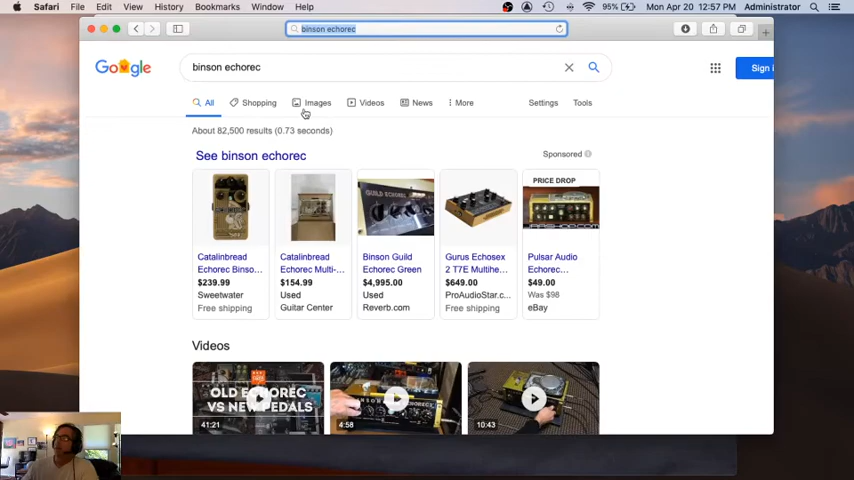 Safari File Edit View History Bookmarks Window Help 95% Mon Apr 20 12:57 PM Administrator
binson echorec
Google binson echorec Sign i
All Shopping Images Videos News More Settings Tools
About 82,500 results (0.73 seconds)
See binson echorec Sponsored
PRICE DROP
GUILD ECHOREC
Catalinbread Catalinbread Binson Guild Gurus Echosex Pulsar Audio
Echorec Binso... Echorec Multi-... Echorec Green 2 T7E Multihe... Echorec...
$239.99 $154.99 $4,995.00 $649.00 $49.00
Sweetwater Used Used ProAudioStar.c... Was $98
Free shipping Guitar Center Reverb.com Free shipping eBay
Videos
OLD ECHOREC
VS NEW PEDALS
41:21 4:58 10:43